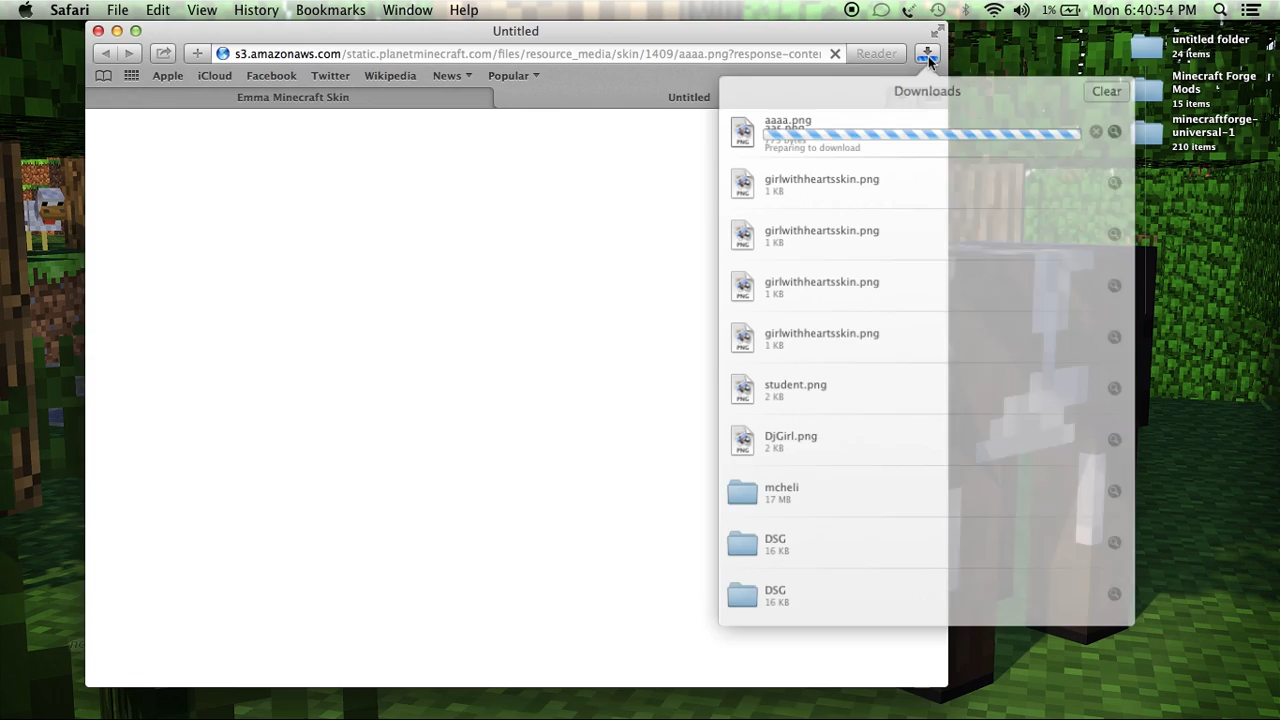 Safari File Edit View History Bookmarks Window Help 1% Mon 6:40:54 PM
Untitled
s3.amazonaws.com/static.planetminecraft.com/files/resource_media/skin/1409/aaaa.png?response-conter Reader
Apple iCloud Facebook Twitter Wikipedia News Popular
Emma Minecraft Skin Untitled
Downloads Clear
aaaa.png
Preparing to download
girlwithheartsskin.png
1 KB
girlwithheartsskin.png
1 KB
girlwithheartsskin.png
1 KB
girlwithheartsskin.png
1 KB
student.png
2 KB
DjGirl.png
2 KB
mcheli
17 MB
DSG
16 KB
DSG
16 KB
untitled folder
24 items
Minecraft Forge
Mods
15 items
minecraftforge-
universal-1
210 items